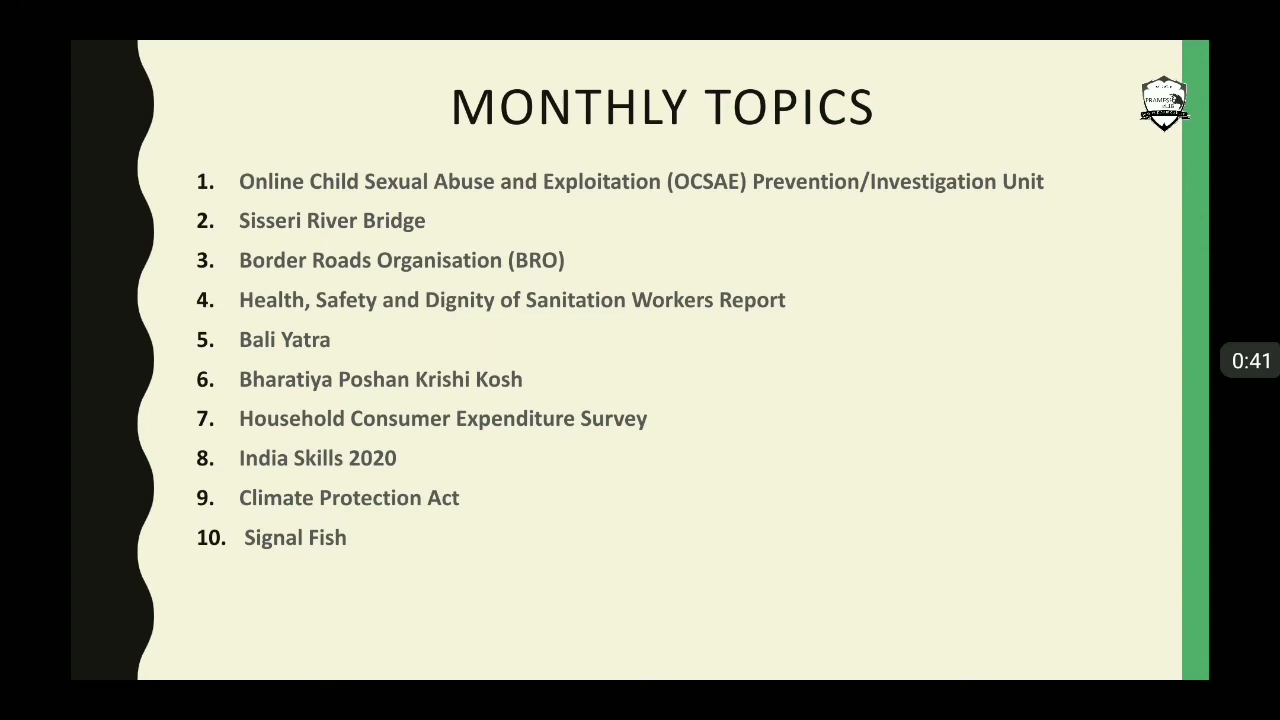 MONTHLY TOPICS
1. Online Child Sexual Abuse and Exploitation (OCSAE) Prevention/Investigation Unit
2. Sisseri River Bridge
3. Border Roads Organisation (BRO)
4. Health, Safety and Dignity of Sanitation Workers Report
5. Bali Yatra
6. Bharatiya Poshan Krishi Kosh
0:41
7. Household Consumer Expenditure Survey
8. India Skills 2020
9. Climate Protection Act
10. Signal Fish